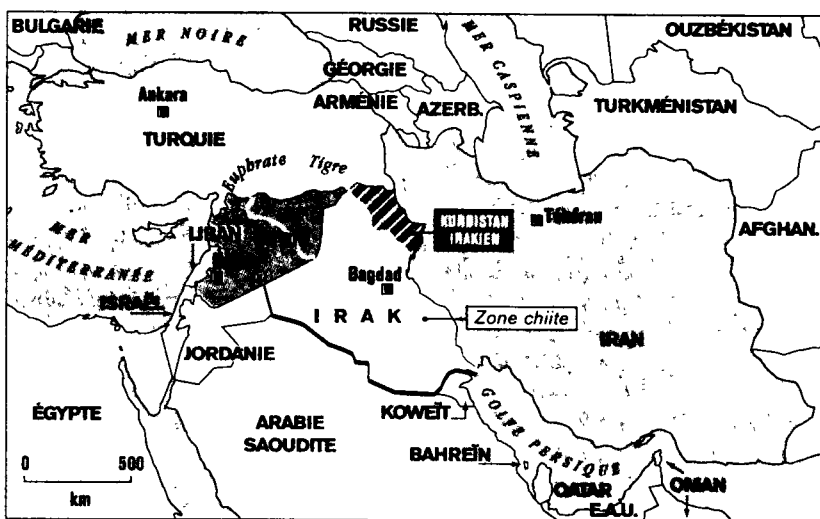 BULGARIE
MER NOIRE
RUSSIE
MER CASPIENNE
OUZBÉKISTAN
GÉORGIE
Ankara
ARMÉNIE
AZERB.
TURKMÉNISTAN
TURQUIE
Euphrate
Tigre
KURDISTAN
IRAKIEN
Téhéran
AFGHAN.
MER
MÉDITERRANÉE
LIBAN
Bagdad
ISRAËL
IRAK
Zone chiite
IRAN
JORDANIE
ÉGYPTE
ARABIE
SAOUDITE
KOWEÏT
GOLFE PERSIQUE
BAHREÏN
QATAR
OMAN
E.A.U.
0 500
km